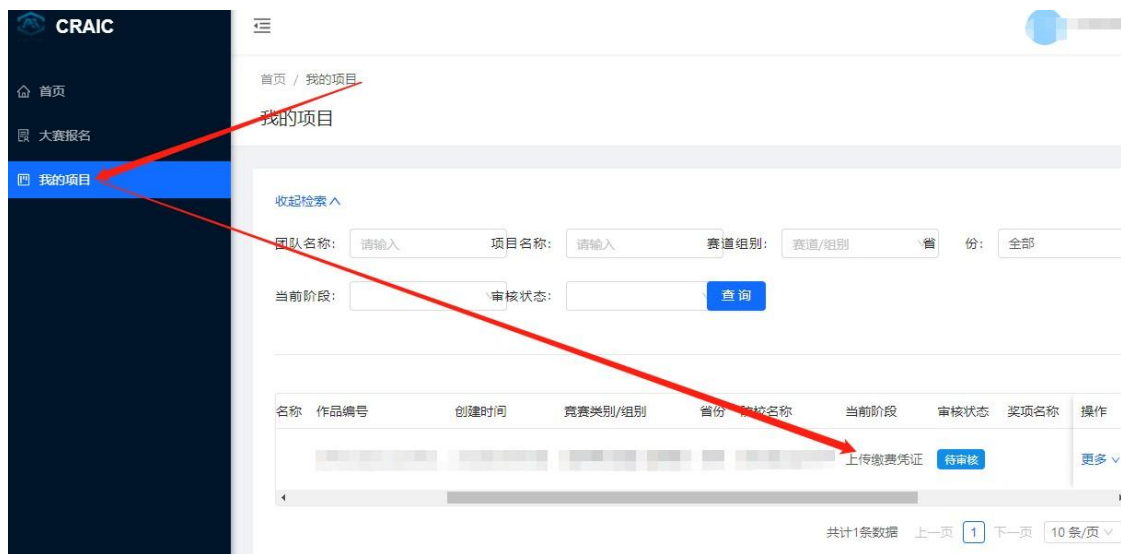 CRAIC
首页
大赛报名
我的项目
首页 / 我的项目
我的项目
收起检索
团队名称: 请输入 项目名称: 请输入 赛道组别: 赛道/组别 省 份: 全部
当前阶段: 审核状态: 查 询
名称 作品编号 创建时间 竞赛类别/组别 省份 院校名称 当前阶段 审核状态 奖项名称 操作
上传缴费凭证 待审核 更多
共计1条数据 上一页 1 下一页 10 条/页